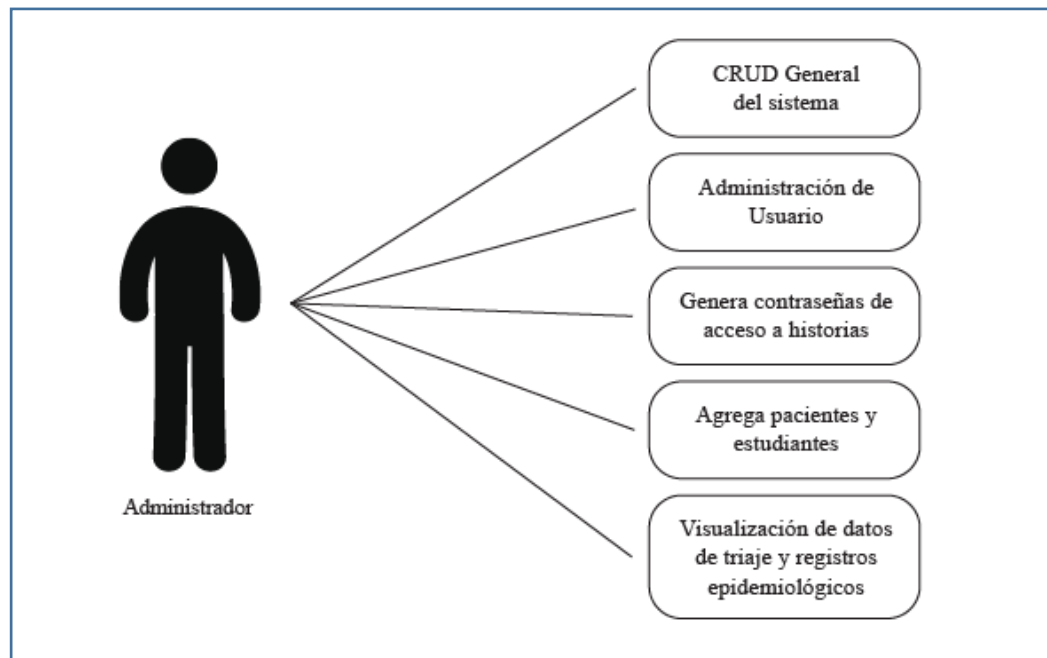 CRUD General
del sistema
Administración de
Usuario
Genera contraseñas de
acceso a historias
Agrega pacientes y
estudiantes
Administrador
Visualización de datos
de triaje y registros
epidemiológicos